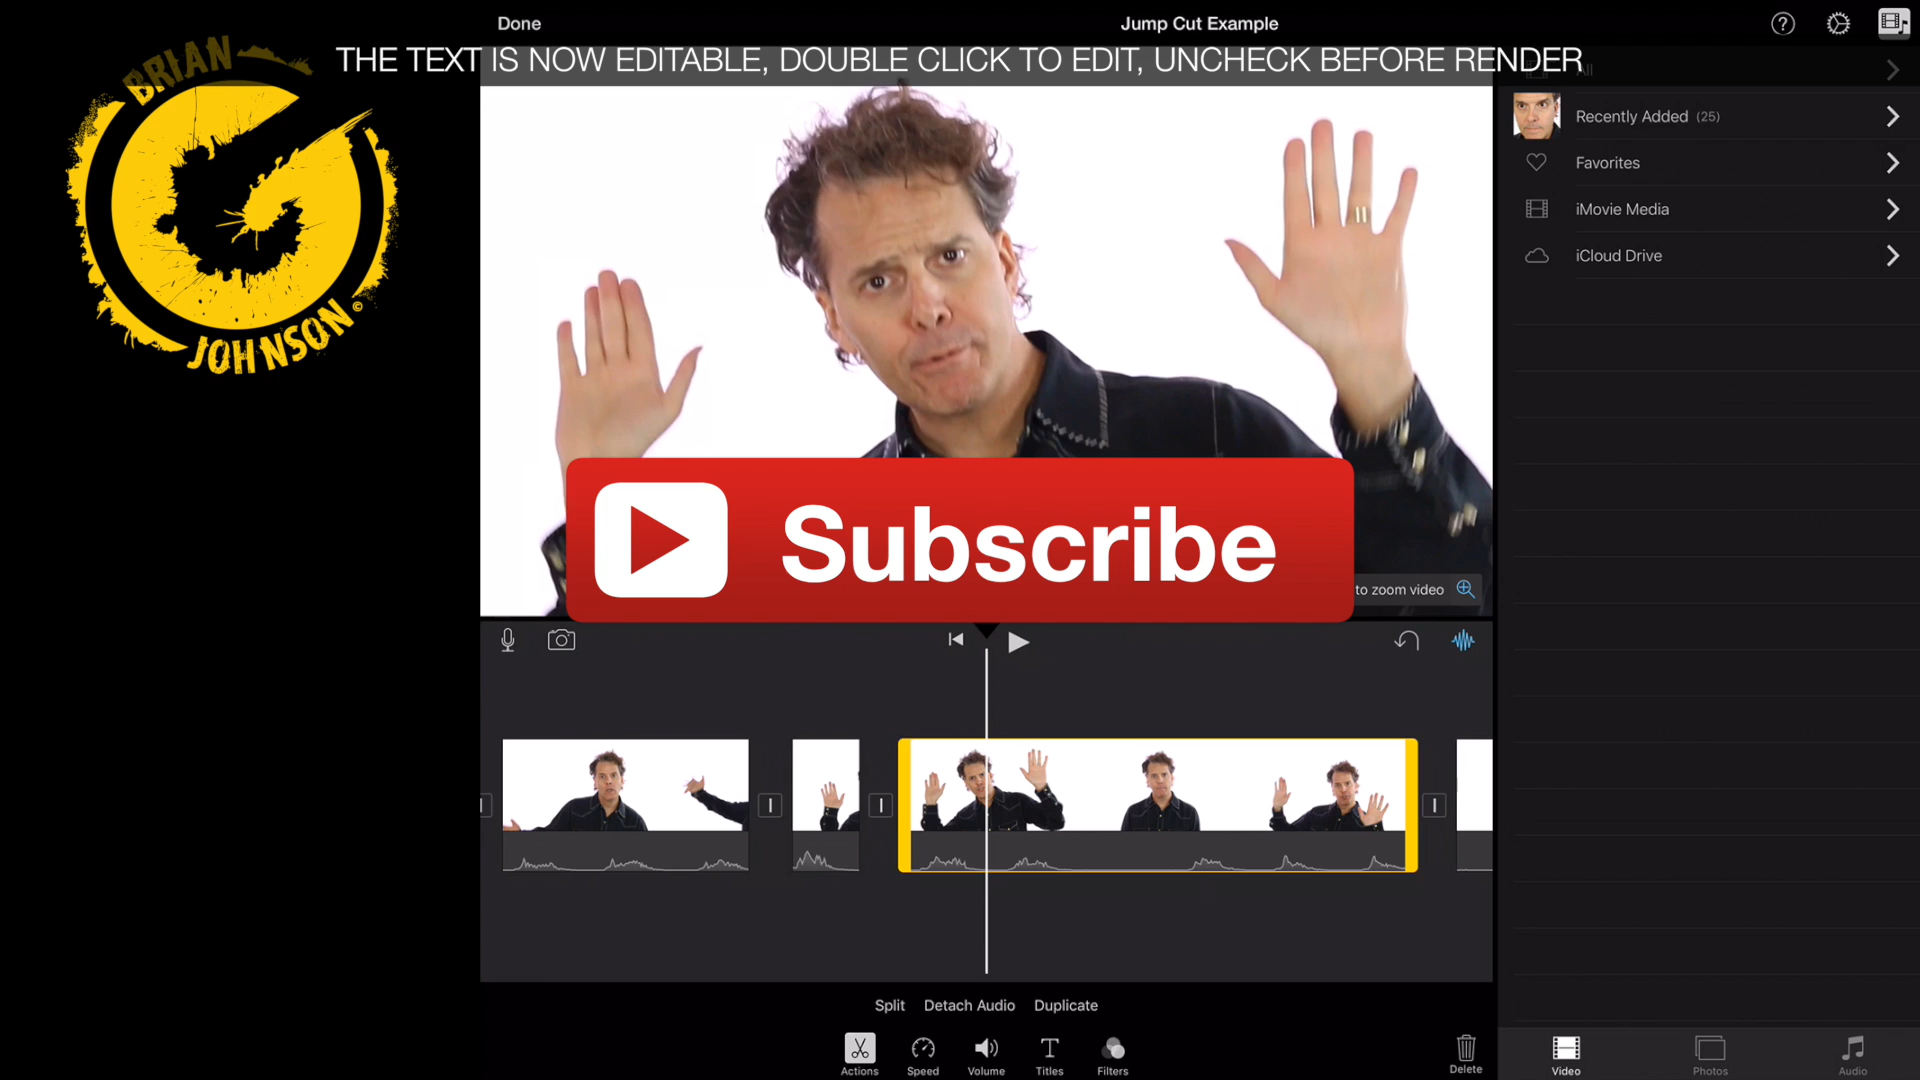 Done
Jump Cut Example
THE TEXT IS NOW EDITABLE, DOUBLE CLICK TO EDIT, UNCHECK BEFORE RENDER
All
BRIAN
JOHNSON©
Recently Added (25)
Favorites
iMovie Media
iCloud Drive
Subscribe
to zoom video
Split Detach Audio Duplicate
Actions Speed Volume Titles Filters
Delete
Video Photos Audio